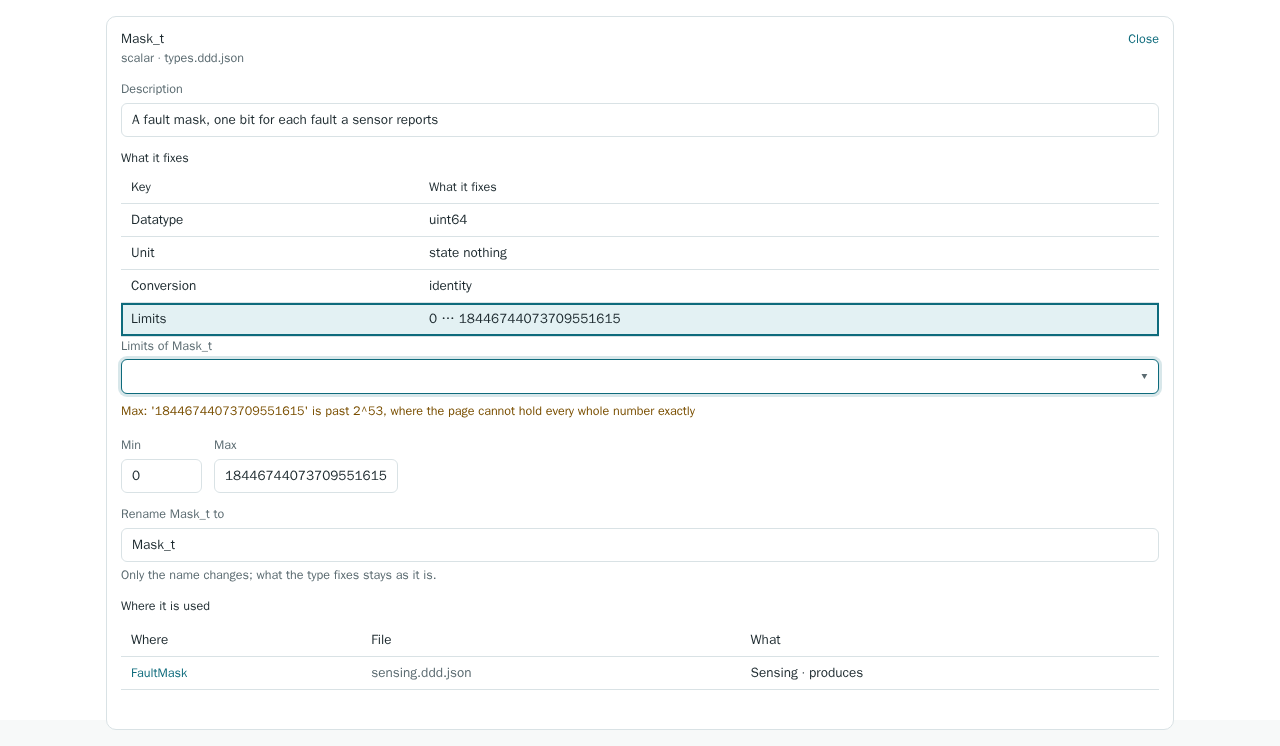 Mask_t
Close
scalar · types.ddd.json
Description
A fault mask, one bit for each fault a sensor reports
What it fixes
Key What it fixes
Datatype uint64
Unit state nothing
Conversion identity
Limits 0 ··· 18446744073709551615
Limits of Mask_t
Max: '18446744073709551615' is past 2^53, where the page cannot hold every whole number exactly
Min Max
0 18446744073709551615
Rename Mask_t to
Mask_t
Only the name changes; what the type fixes stays as it is.
Where it is used
Where File What
FaultMask sensing.ddd.json Sensing · produces